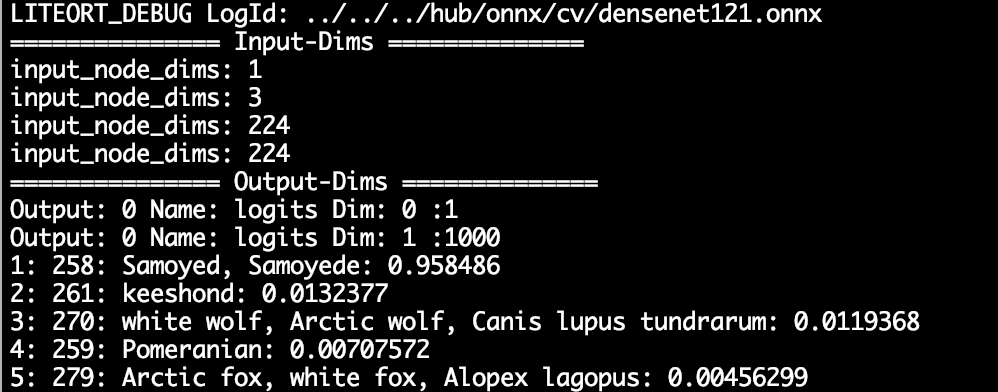 LITEORT_DEBUG LogId: ../../../hub/onnx/cv/densenet121.onnx
=============== Input-Dims ==============
input_node_dims: 1
input_node_dims: 3
input_node_dims: 224
input_node_dims: 224
=============== Output-Dims ==============
Output: 0 Name: logits Dim: 0 :1
Output: 0 Name: logits Dim: 1 :1000
1: 258: Samoyed, Samoyede: 0.958486
2: 261: keeshond: 0.0132377
3: 270: white wolf, Arctic wolf, Canis lupus tundrarum: 0.0119368
4: 259: Pomeranian: 0.00707572
5: 279: Arctic fox, white fox, Alopex lagopus: 0.00456299